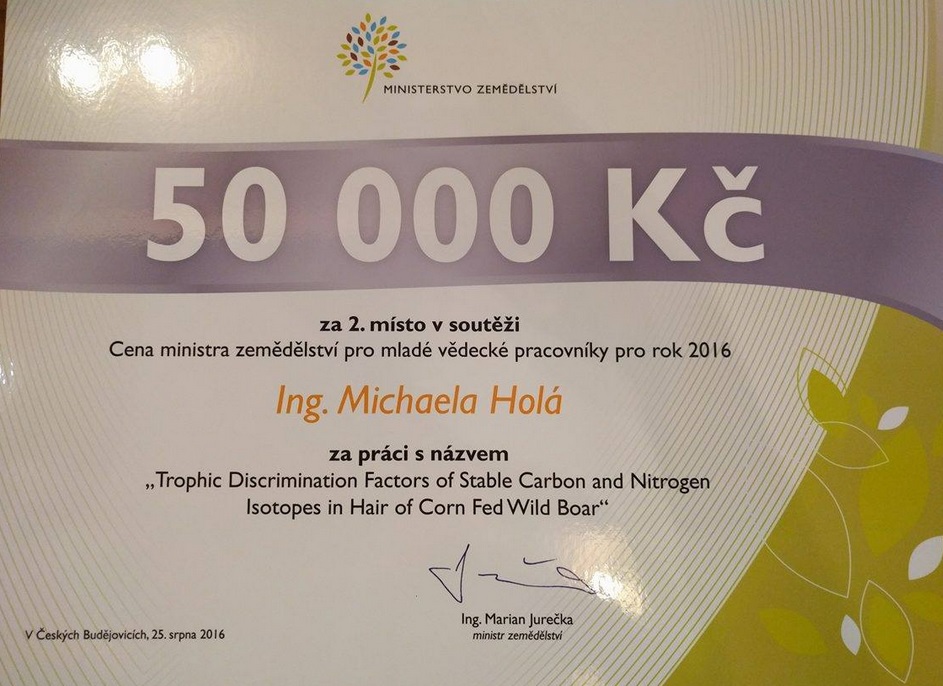 MINISTERSTVO ZEMĚDĚLSTVÍ
50 000 Kč
za 2. místo v soutěži
Cena ministra zemědělství pro mladé vědecké pracovníky pro rok 2016
Ing. Michaela Holá
za práci s názvem
„Trophic Discrimination Factors of Stable Carbon and Nitrogen
Isotopes in Hair of Corn Fed Wild Boar“
Ing. Marian Jurečka
ministr zemědělství
V Českých Budějovicích, 25. srpna 2016